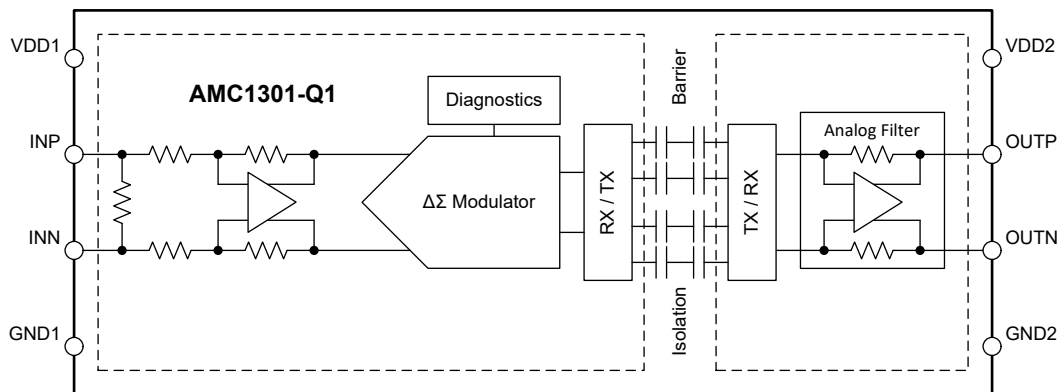 VDD1
VDD2
AMC1301-Q1
Barrier
Diagnostics
Analog Filter
INP
OUTP
ΔΣ Modulator
RX / TX
TX / RX
INN
OUTN
Isolation
GND1
GND2